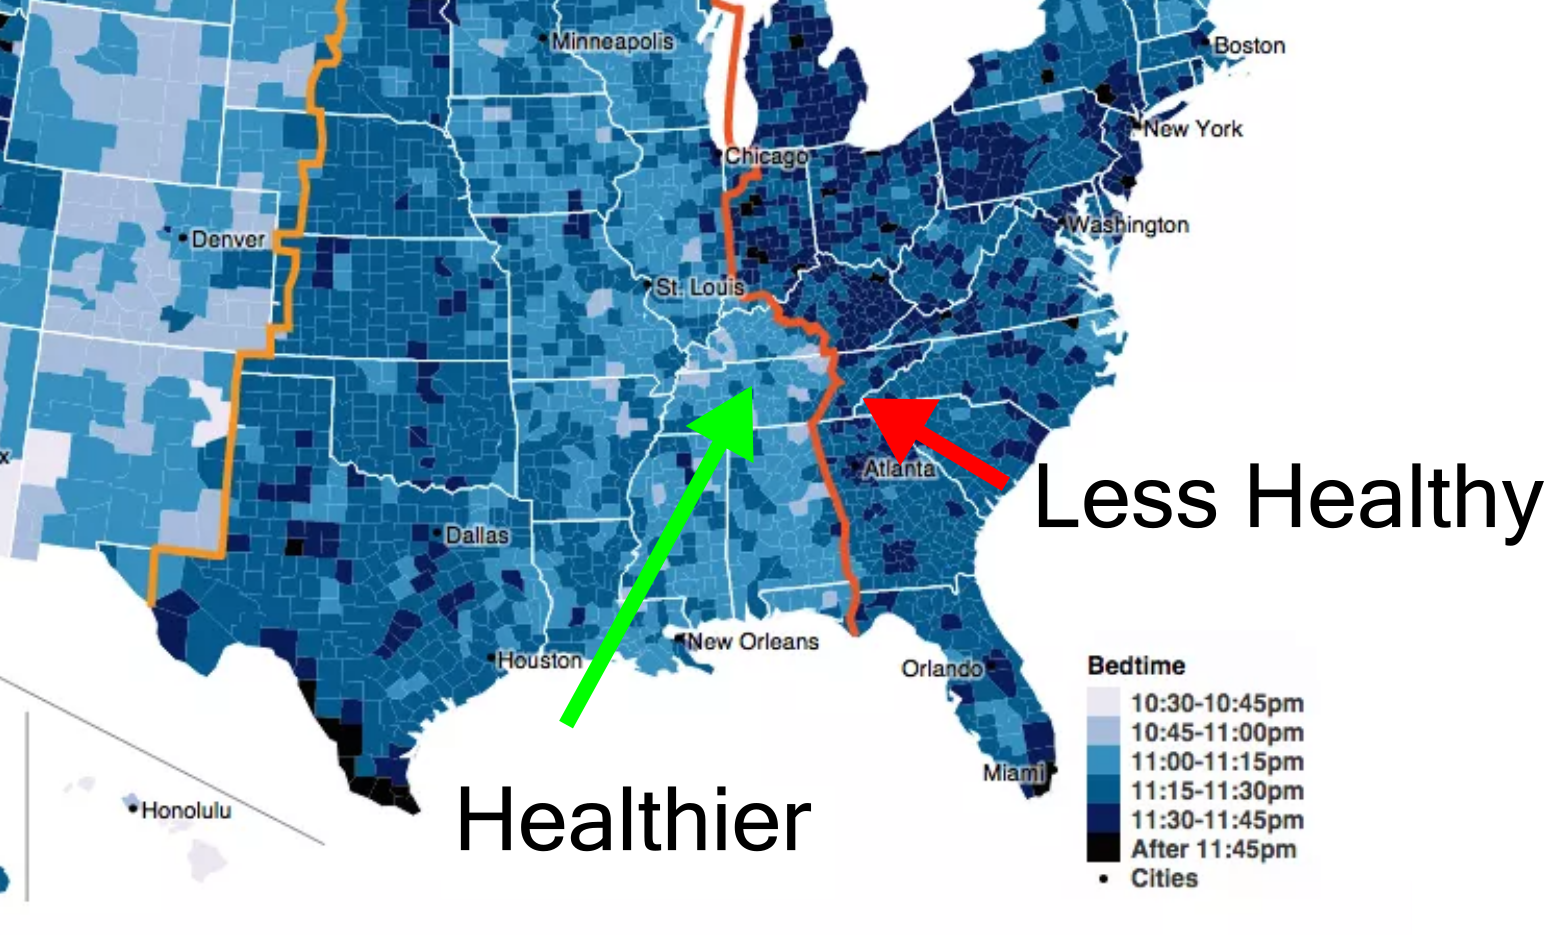 Minneapolis
Boston
New York
Chicago
Washington
Denver
St. Louis
x
Atlanta
Less Healthy
Dallas
New Orleans
Houston
Orlando
Miami
Healthier
Honolulu
Bedtime
10:30-10:45pm
10:45-11:00pm
11:00-11:15pm
11:15-11:30pm
11:30-11:45pm
After 11:45pm
Cities